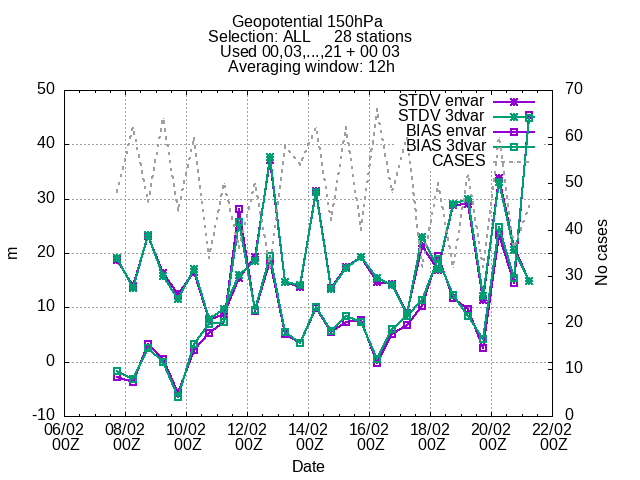 Geopotential 150hPa
Selection: ALL 28 stations
Used 00,03,...,21 + 00 03
Averaging window: 12h
STDV envar
STDV 3dvar
BIAS envar
BIAS 3dvar
CASES
50
40
30
20
10
0
-10
m
70
60
50
40
30
20
10
0
No cases
06/02 08/02 10/02 12/02 14/02 16/02 18/02 20/02 22/02
00Z 00Z 00Z 00Z 00Z 00Z 00Z 00Z 00Z
Date